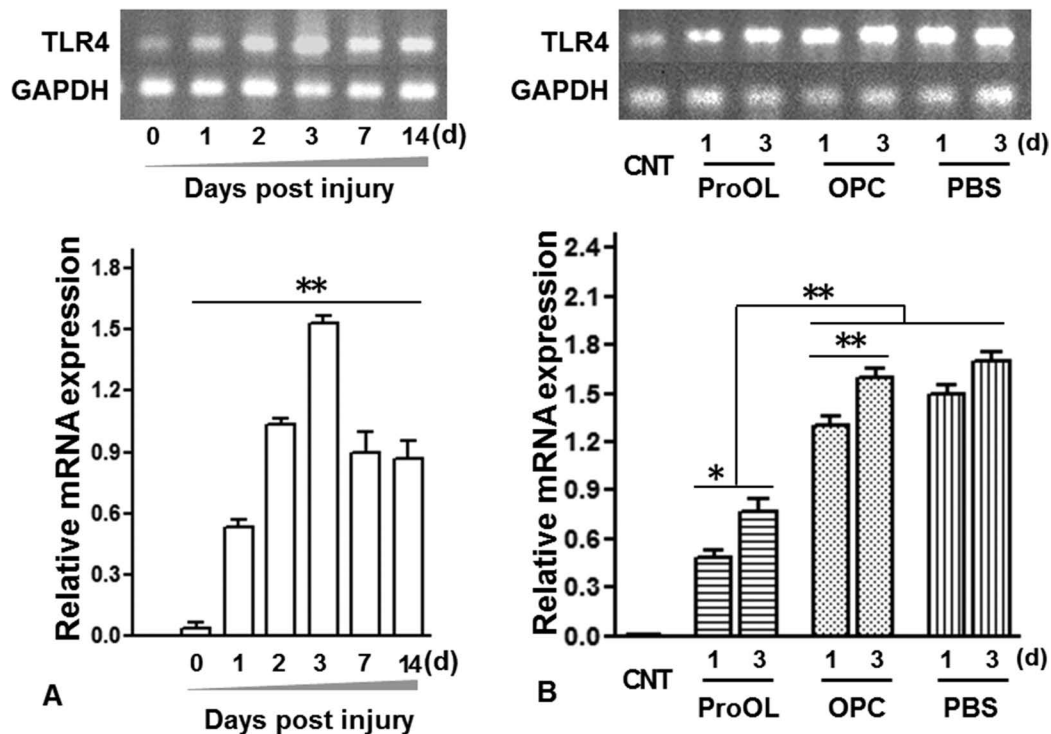 TLR4
GAPDH
0 1 2 3 7 14 (d)
Days post injury
TLR4
GAPDH
CNT 1 3 1 3 1 3 (d)
ProOL OPC PBS
Relative mRNA expression
1.8
1.5
1.2
0.9
0.6
0.3
0.0
**
0 1 2 3 7 14 (d)
Days post injury
A
Relative mRNA expression
2.4
2.1
1.8
1.5
1.2
0.9
0.6
0.3
0.0
**
**
*
CNT 1 3 1 3 1 3 (d)
ProOL OPC PBS
B